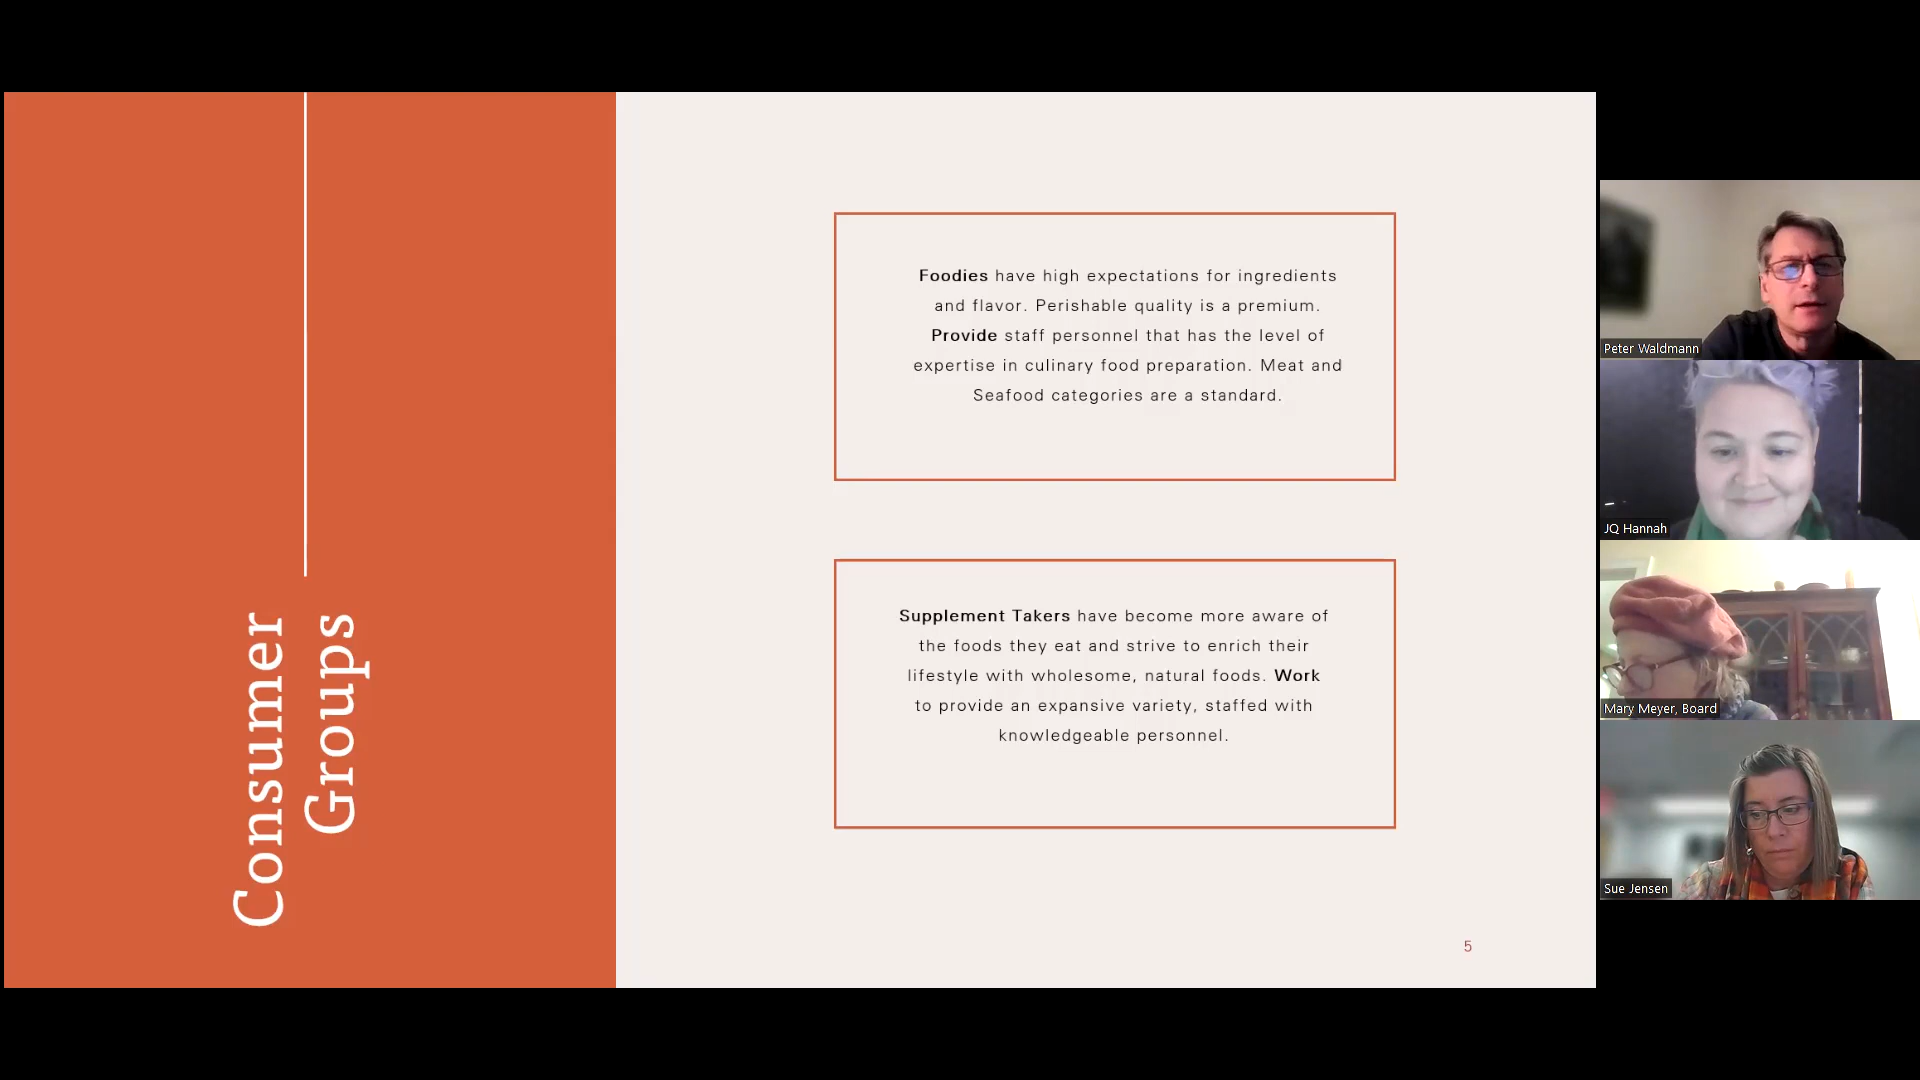 Consumer
Groups
Foodies have high expectations for ingredients
and flavor. Perishable quality is a premium.
Provide staff personnel that has the level of
expertise in culinary food preparation. Meat and
Seafood categories are a standard.
Supplement Takers have become more aware of
the foods they eat and strive to enrich their
lifestyle with wholesome, natural foods. Work
to provide an expansive variety, staffed with
knowledgeable personnel.
5
Peter Waldmann
JQ Hannah
Mary Meyer, Board
Sue Jensen